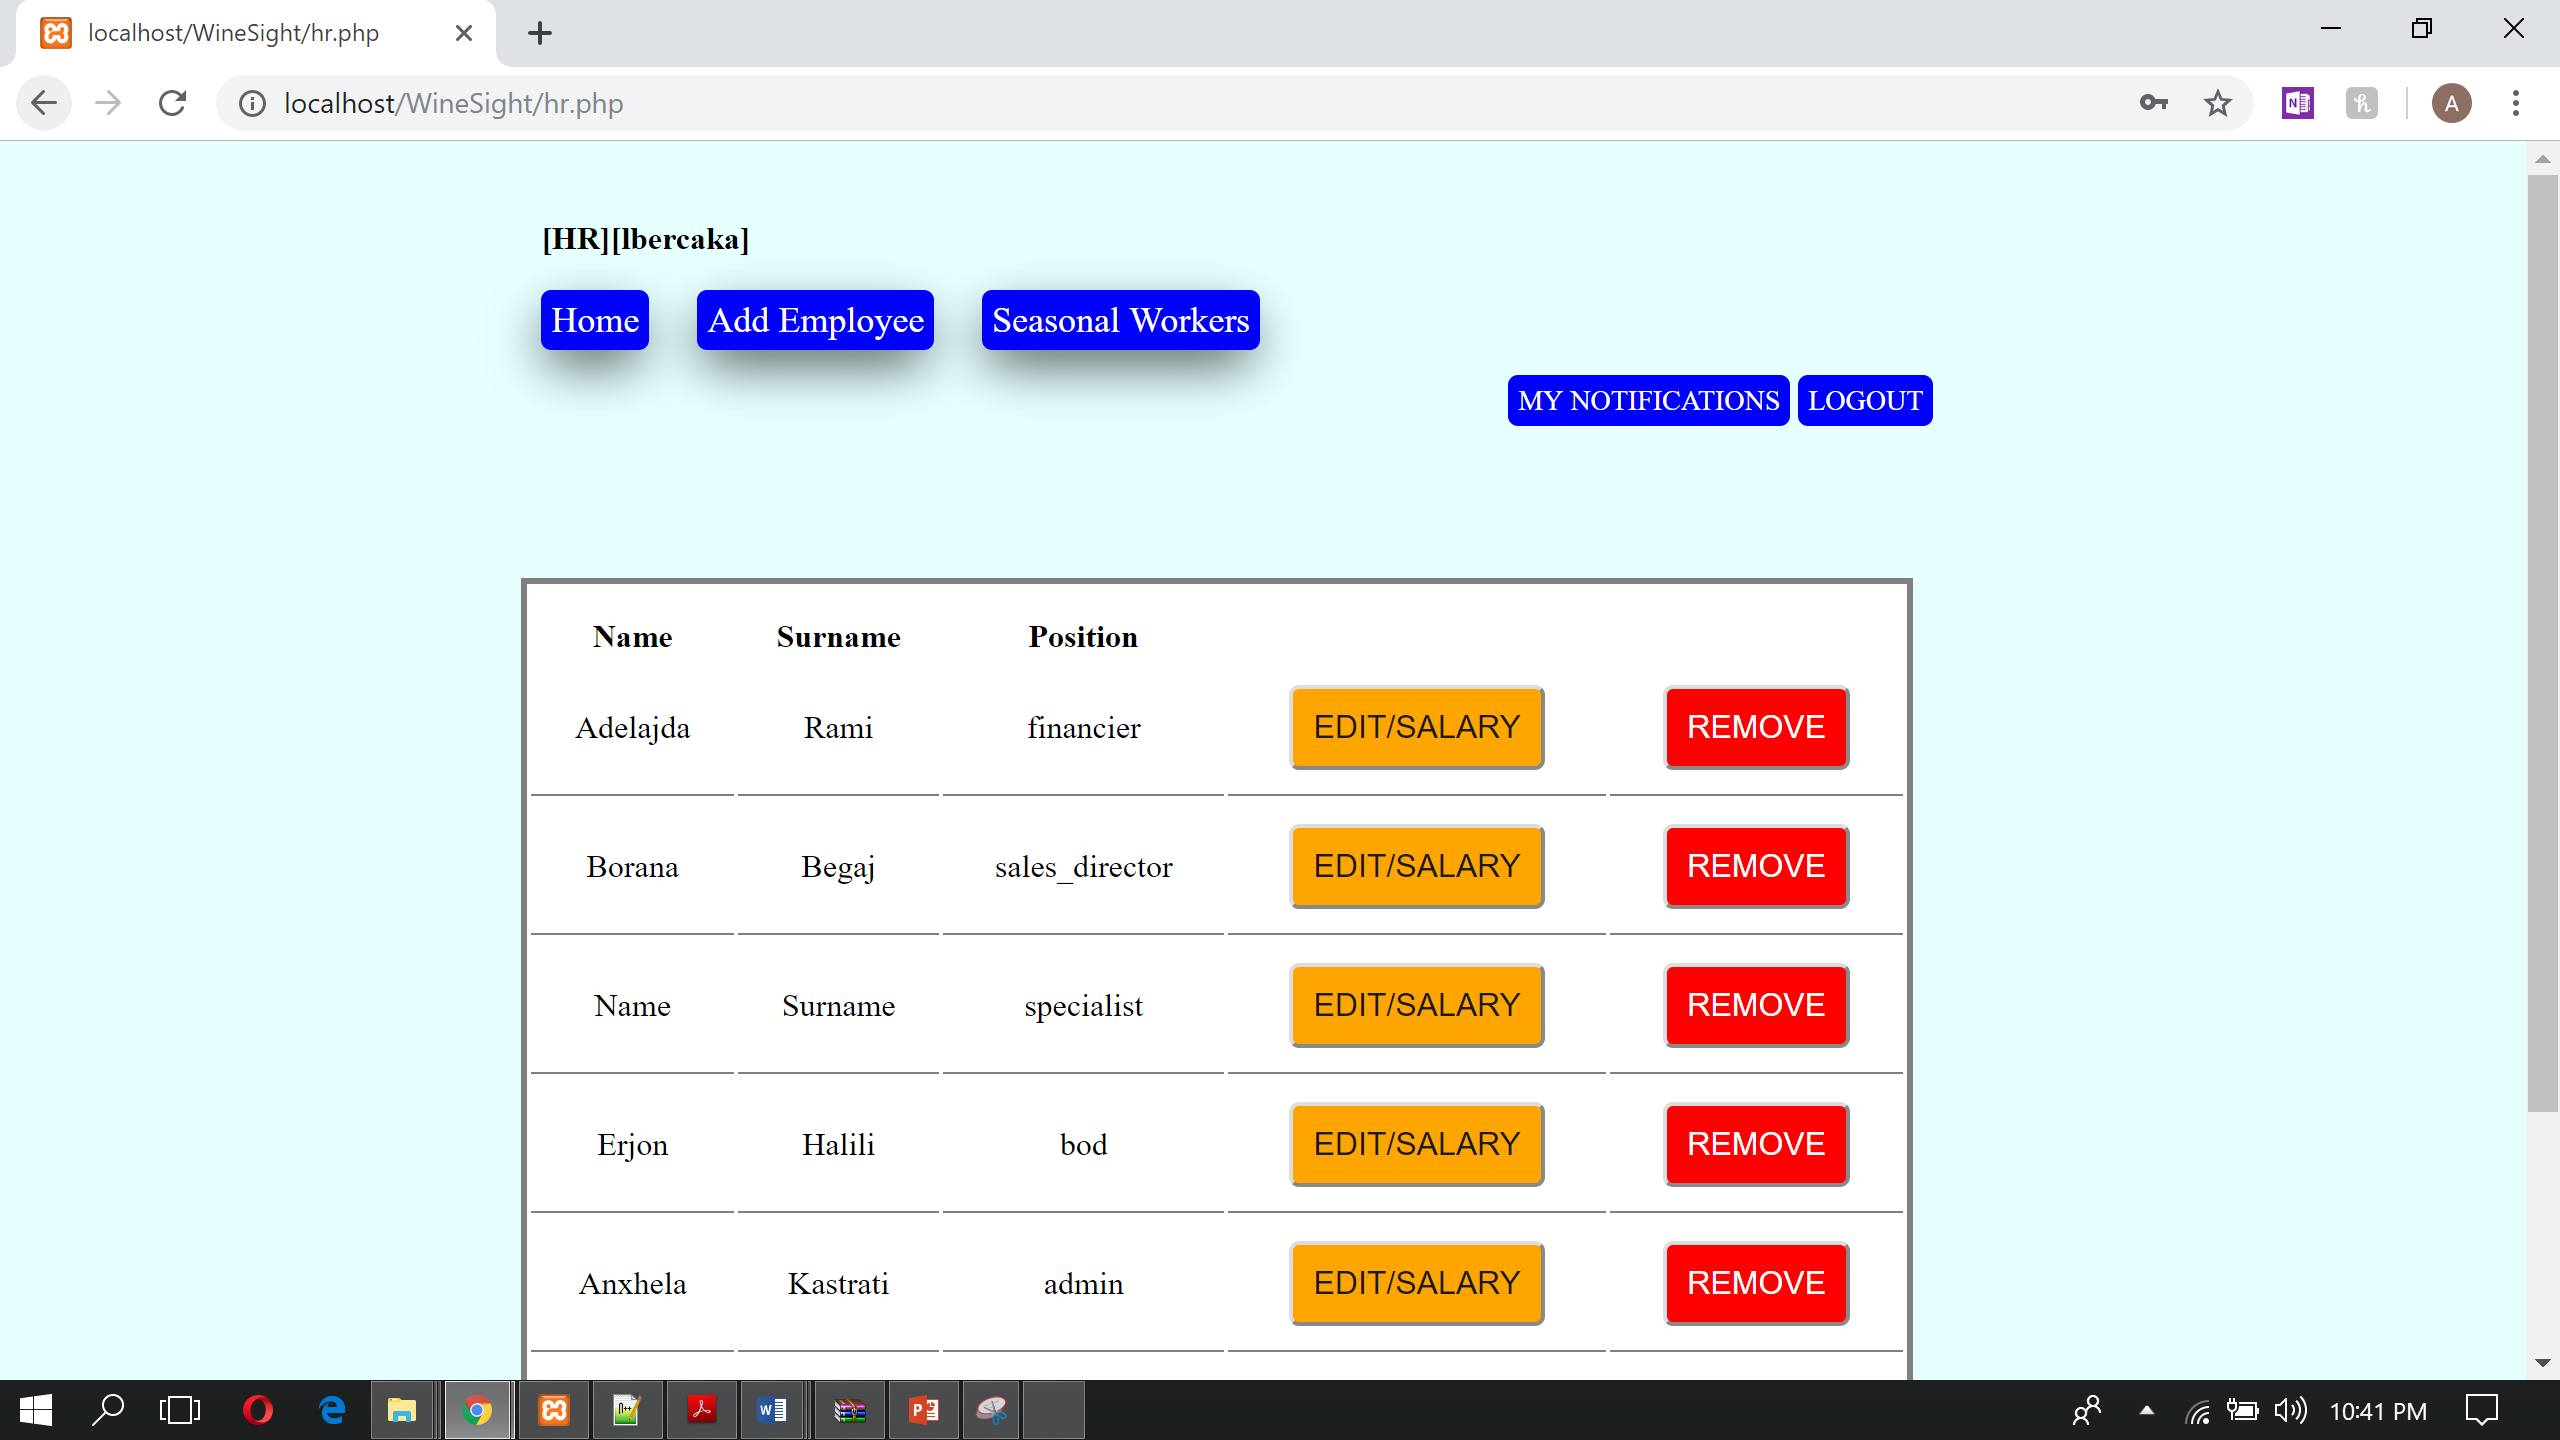 localhost/WineSight/hr.php
localhost/WineSight/hr.php
A
[HR][lbercaka]
Home Add Employee Seasonal Workers
MY NOTIFICATIONS LOGOUT
Name Surname Position
Adelajda Rami financier EDIT/SALARY REMOVE
Borana Begaj sales_director EDIT/SALARY REMOVE
Name Surname specialist EDIT/SALARY REMOVE
Erjon Halili bod EDIT/SALARY REMOVE
Anxhela Kastrati admin EDIT/SALARY REMOVE
10:41 PM